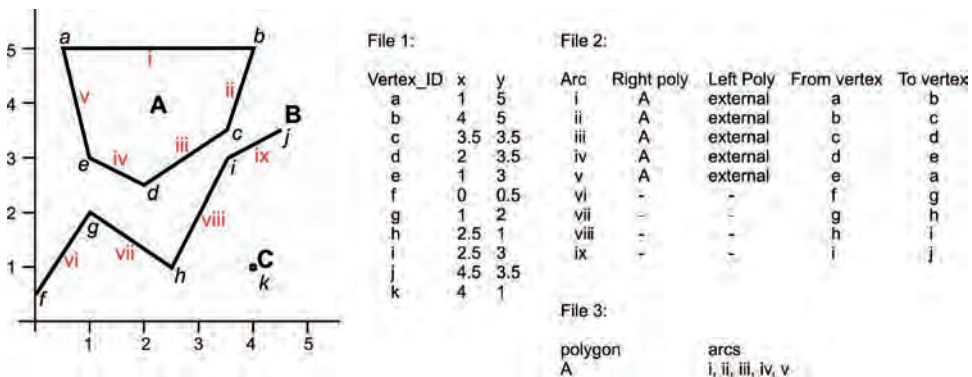 a
b
5
i
v
ii
4
A
B
c
j
iii
3
e
iv
i
ix
d
2
g
viii
vi
vii
1
h
C
k
f
1 2 3 4 5
File 1:
Vertex_ID x y
a 1 5
b 4 5
c 3.5 3.5
d 2 3.5
e 1 3
f 0 0.5
g 1 2
h 2.5 1
i 2.5 3
j 4.5 3.5
k 4 1
File 2:
Arc Right poly Left Poly From vertex To vertex
i A external a b
ii A external b c
iii A external c d
iv A external d e
v A external e a
vi - - f g
vii - - g h
viii - - h i
ix - - i j
File 3:
polygon arcs
A i, ii, iii, iv, v